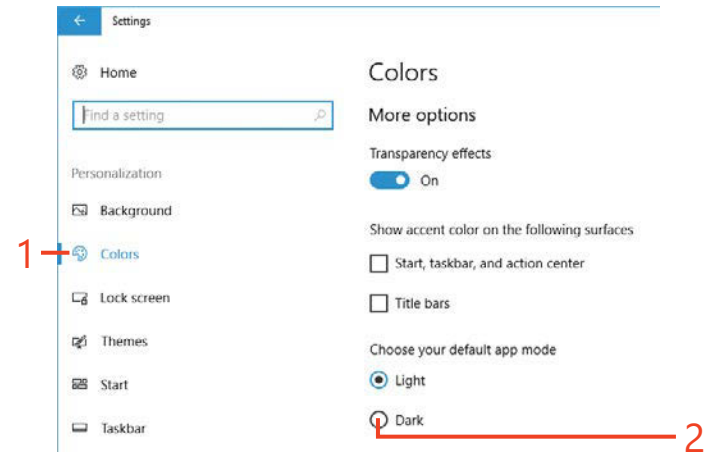 Settings
Home
Find a setting
Personalization
Background
1
Colors
Lock screen
Themes
Start
Taskbar
Colors
More options
Transparency effects
On
Show accent color on the following surfaces
Start, taskbar, and action center
Title bars
Choose your default app mode
Light
Dark
2